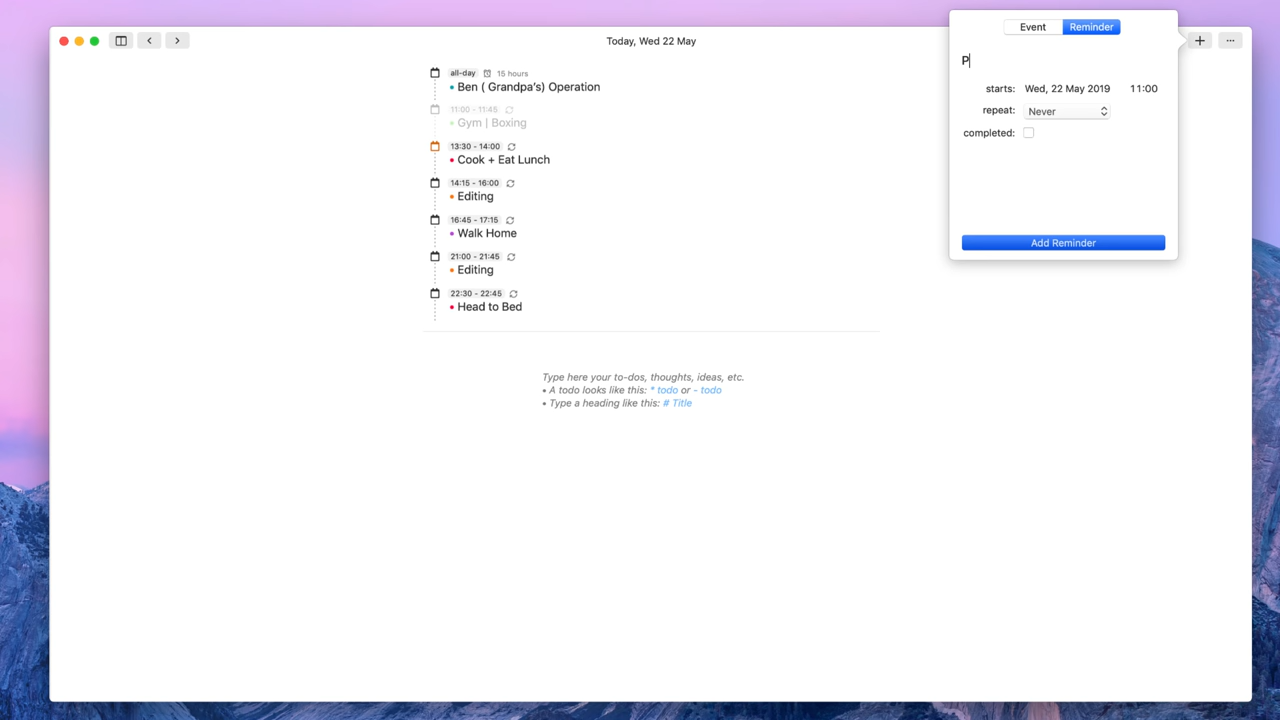 Today, Wed 22 May
all-day 15 hours
Ben ( Grandpa's) Operation
11:00 - 11:45
Gym | Boxing
13:30 - 14:00
Cook + Eat Lunch
14:15 - 16:00
Editing
16:45 - 17:15
Walk Home
21:00 - 21:45
Editing
22:30 - 22:45
Head to Bed
Type here your to-dos, thoughts, ideas, etc.
• A todo looks like this: * todo or - todo
• Type a heading like this: # Title
Event Reminder
P
starts: Wed, 22 May 2019 11:00
repeat: Never
completed:
Add Reminder